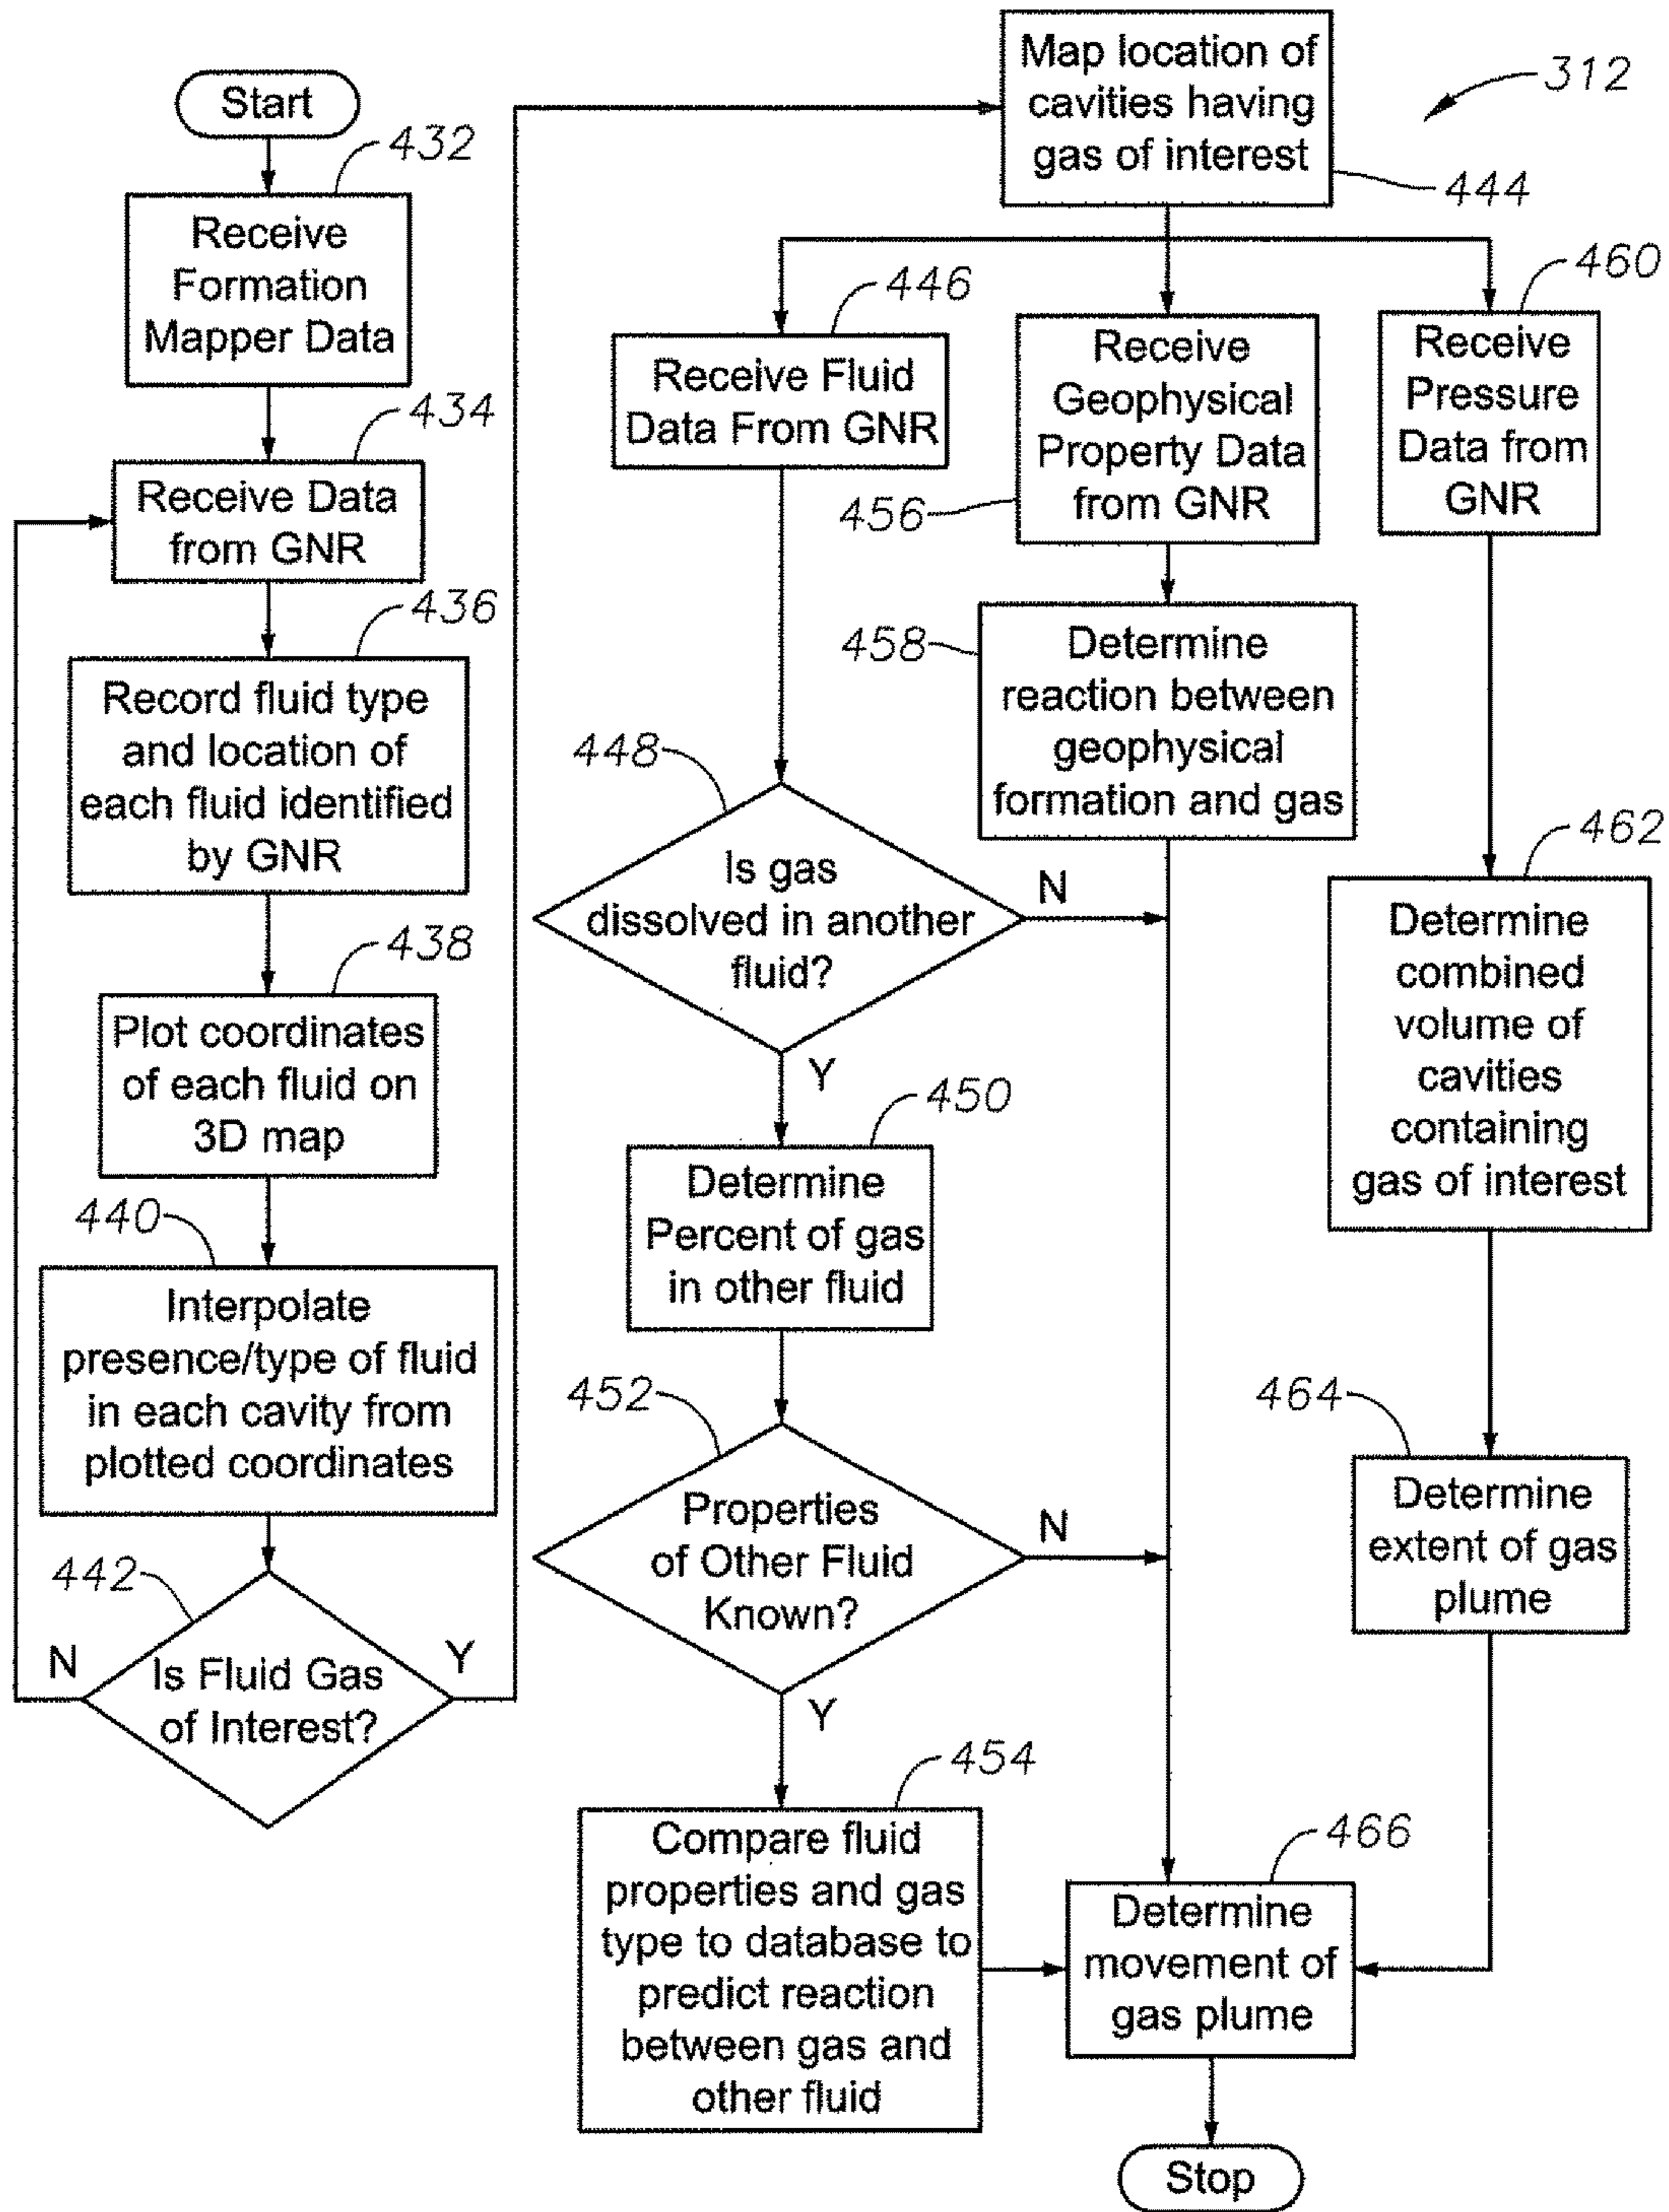 Start
432
Receive
Formation
Mapper Data
434
Receive Data
from GNR
436
Record fluid type
and location of
each fluid identified
by GNR
438
Plot coordinates
of each fluid on
3D map
440
Interpolate
presence/type of fluid
in each cavity from
plotted coordinates
442
N
Y
Is Fluid Gas
of Interest?
Map location of
cavities having
gas of interest
312
444
446
Receive Fluid
Data From GNR
448
Is gas
dissolved in another
fluid?
N
Y
450
Determine
Percent of gas
in other fluid
452
Properties
of Other Fluid
Known?
N
Y
454
Compare fluid
properties and gas
type to database to
predict reaction
between gas and
other fluid
Receive
Geophysical
Property Data
from GNR
456
458
Determine
reaction between
geophysical
formation and gas
460
Receive
Pressure
Data from
GNR
462
Determine
combined
volume of
cavities
containing
gas of interest
464
Determine
extent of gas
plume
466
Determine
movement of
gas plume
Stop